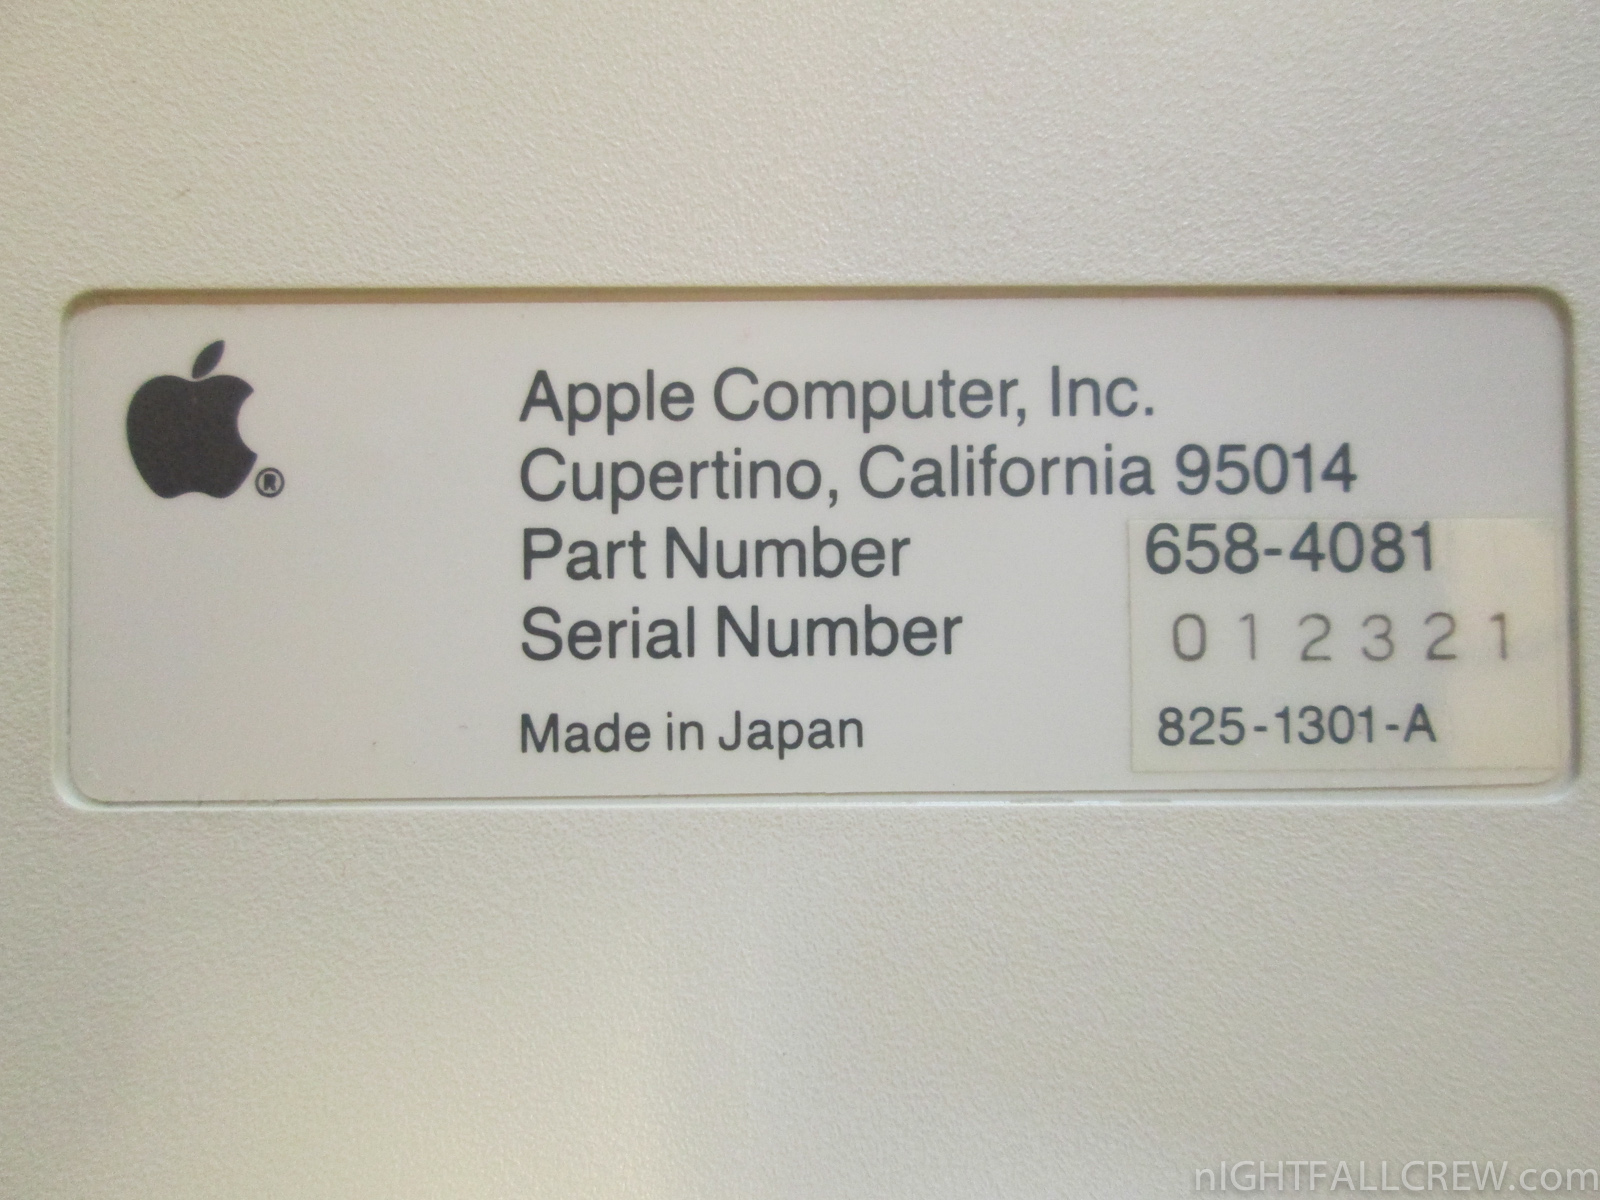 Apple Computer, Inc.
Cupertino, California 95014
Part Number 658-4081
Serial Number 012321
Made in Japan 825-1301-A
®
nIGHTFALLCREW.com